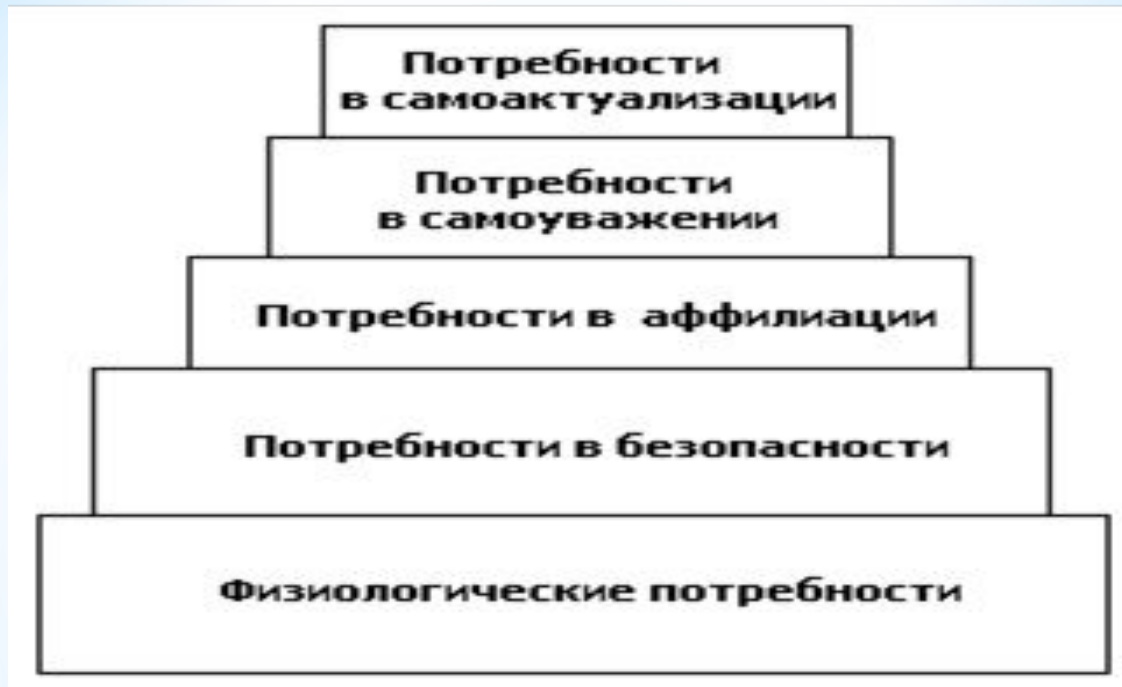 Потребности
в самоактуализации
Потребности
в самоуважении
Потребности в аффилиации
Потребности в безопасности
Физиологические потребности